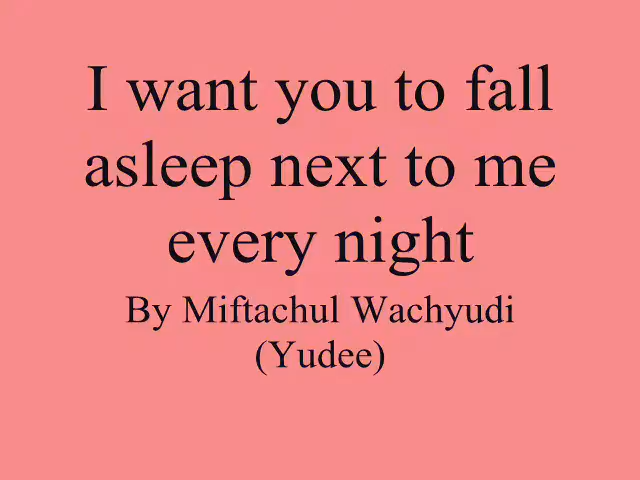 I want you to fall
asleep next to me
every night
By Miftachul Wachyudi
(Yudee)